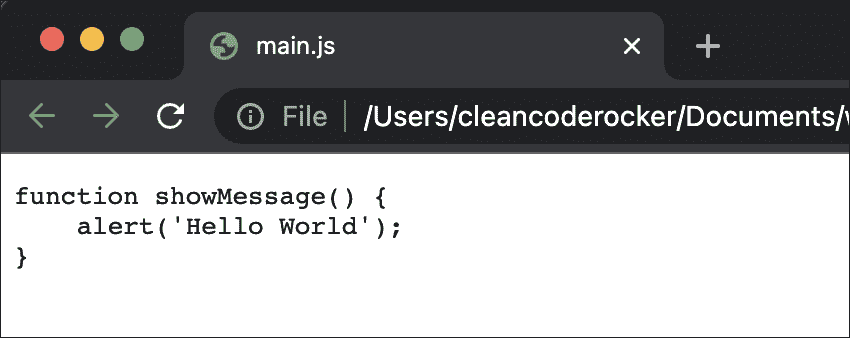 main.js
File /Users/cleancoderocker/Documents/
function showMessage() {
    alert('Hello World');
}